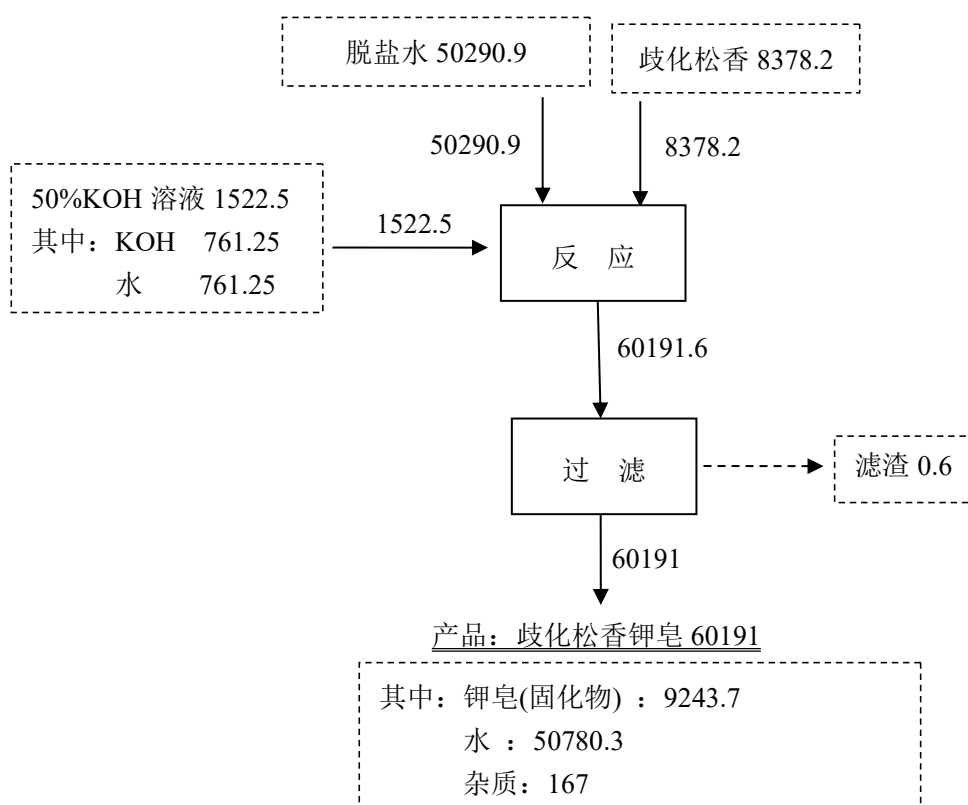 脱盐水 50290.9
歧化松香 8378.2
50290.9
8378.2
50%KOH 溶液 1522.5
其中：KOH 761.25
水 761.25
1522.5
反 应
60191.6
过 滤
滤渣 0.6
60191
产品：歧化松香钾皂 60191
其中：钾皂(固化物) ：9243.7
水 ：50780.3
杂质：167